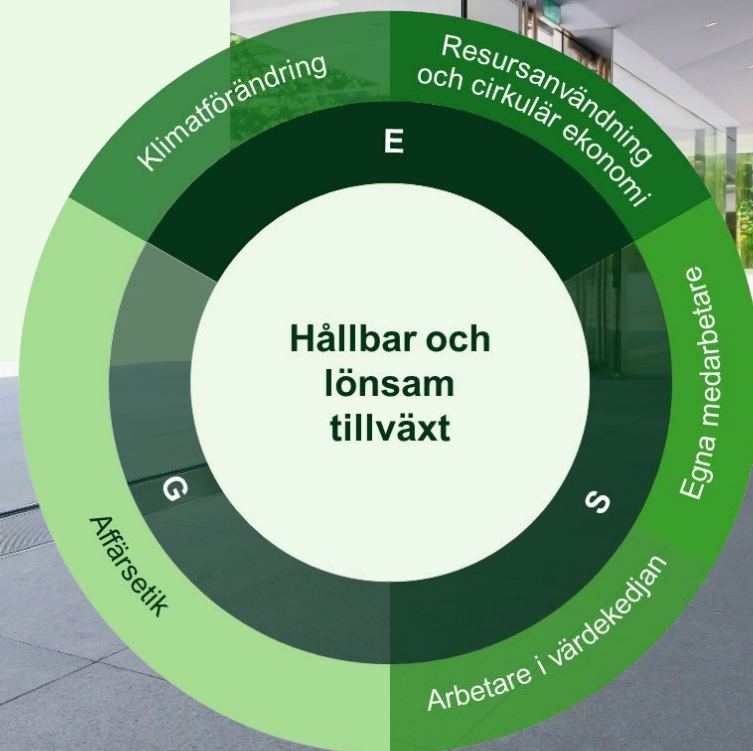 Klimatförändring
Resursanvändning
och cirkulär ekonomi
E
Hållbar och
lönsam
tillväxt
Egna medarbetare
G
S
Affärsetik
Arbetare i värdekedjan